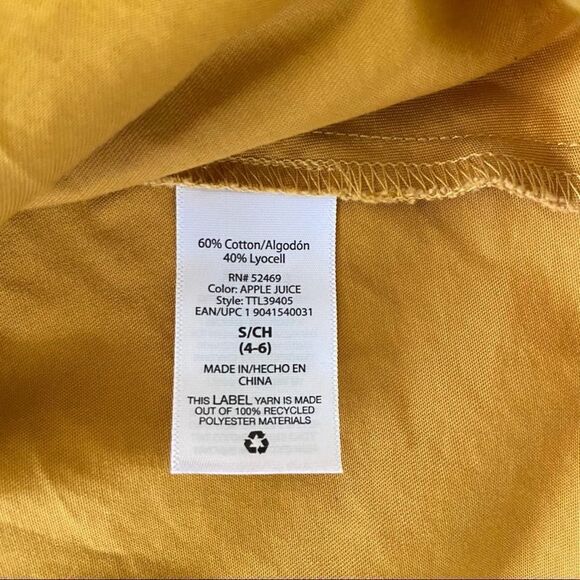 60% Cotton/Algodón
40% Lyocell
RN# 52469
Color: APPLE JUICE
Style: TTL39405
EAN/UPC 1 9041540031
S/CH
(4-6)
MADE IN/HECHO EN
CHINA
THIS LABEL YARN IS MADE
OUT OF 100% RECYCLED
POLYESTER MATERIALS